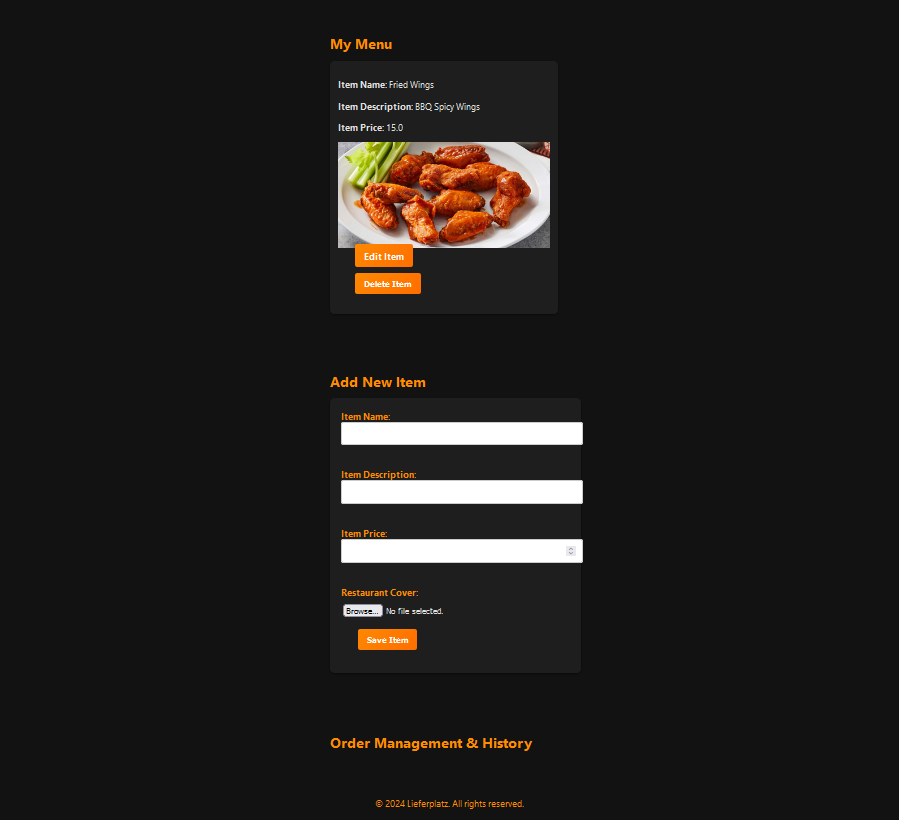 My Menu
Item Name: Fried Wings
Item Description: BBQ Spicy Wings
Item Price: 15.0
Edit Item
Delete Item
Add New Item
Item Name:
Item Description:
Item Price:
Restaurant Cover:
Browse... No file selected.
Save Item
Order Management & History
© 2024 Lieferplatz. All rights reserved.